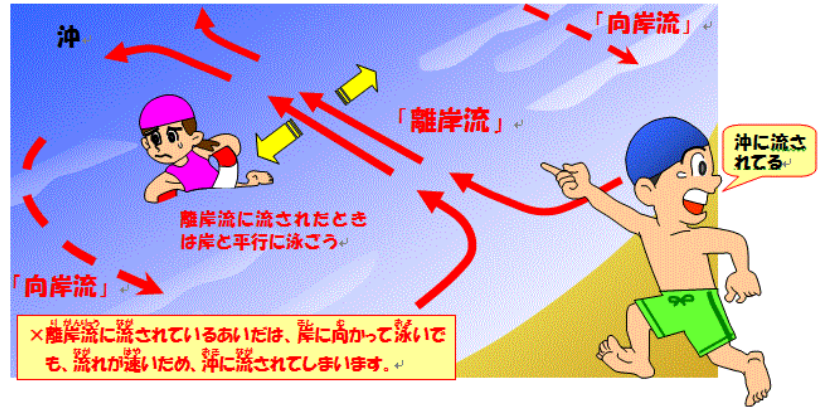 沖
「向岸流」
「離岸流」
沖に流さ
れてる
離岸流に流されたとき
は岸と平行に泳ごう
「向岸流」
×離岸流に流されているあいだは、岸に向かって泳いで
も、流れが速いため、沖に流されてしまいます。